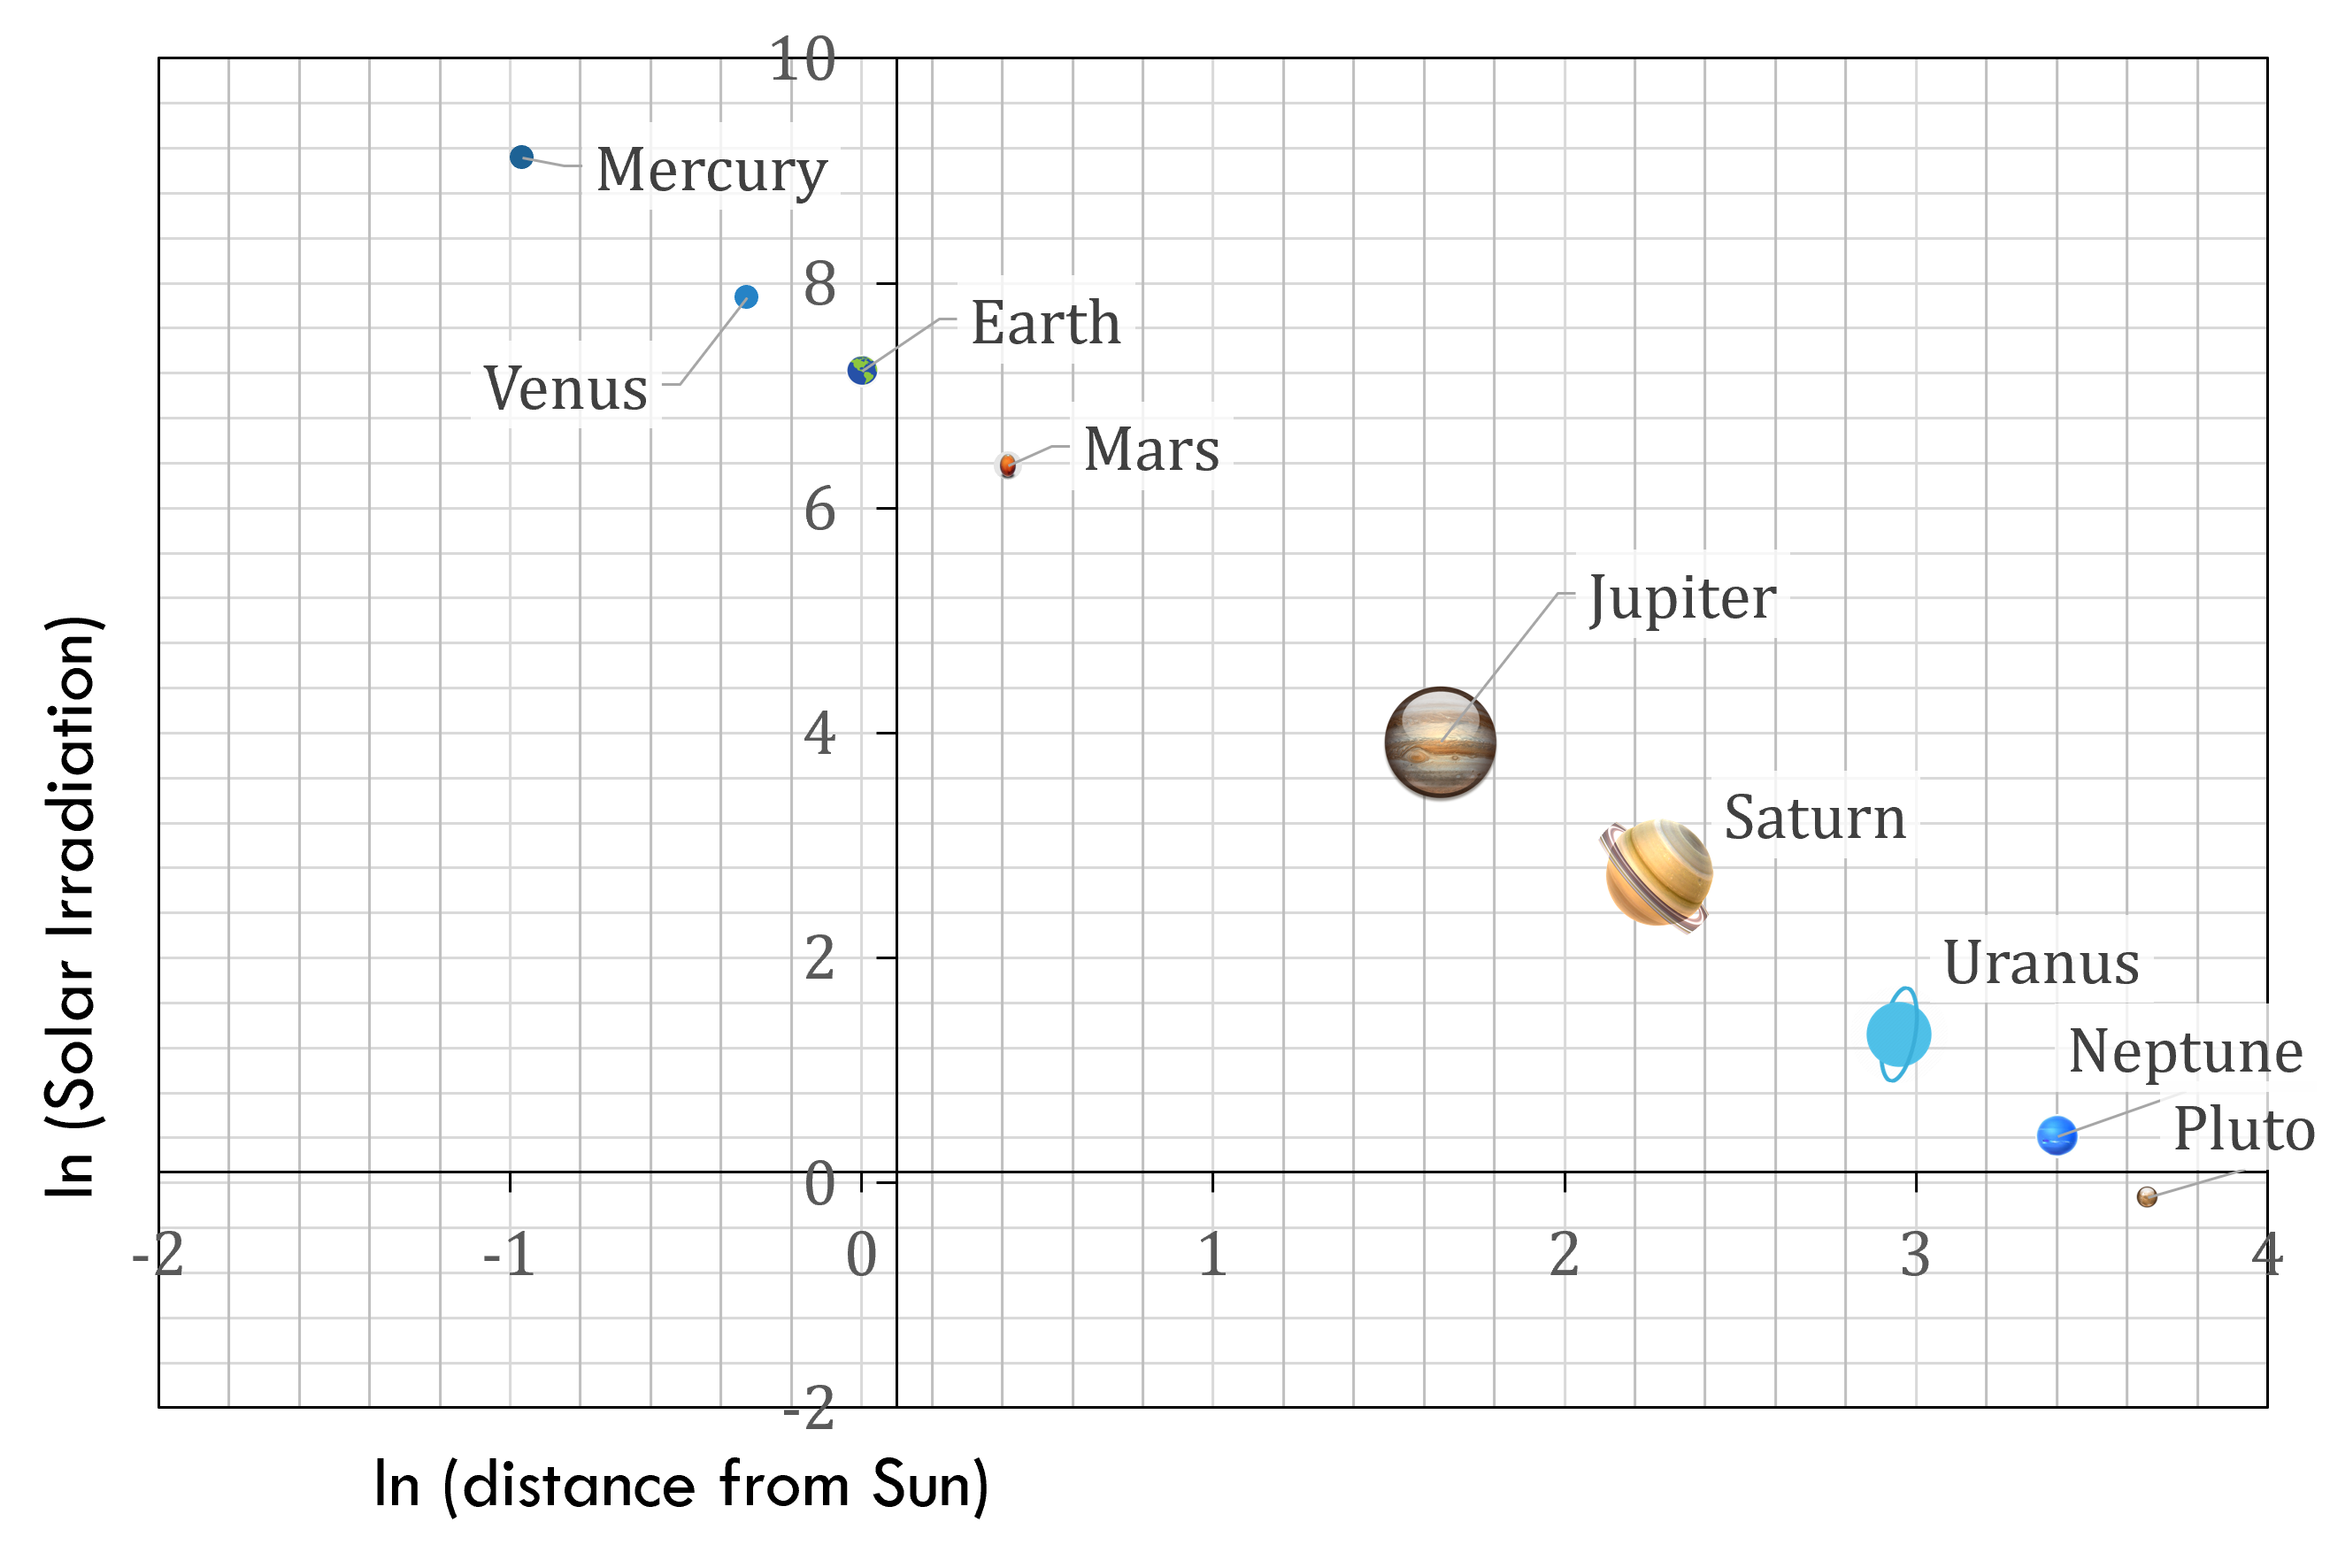 10
Mercury
8
Earth
Venus
Mars
6
Jupiter
4
Saturn
2
Uranus
Neptune
Pluto
0
-2 -1 0 1 2 3 4
-2
ln (Solar Irradiation)
ln (distance from Sun)